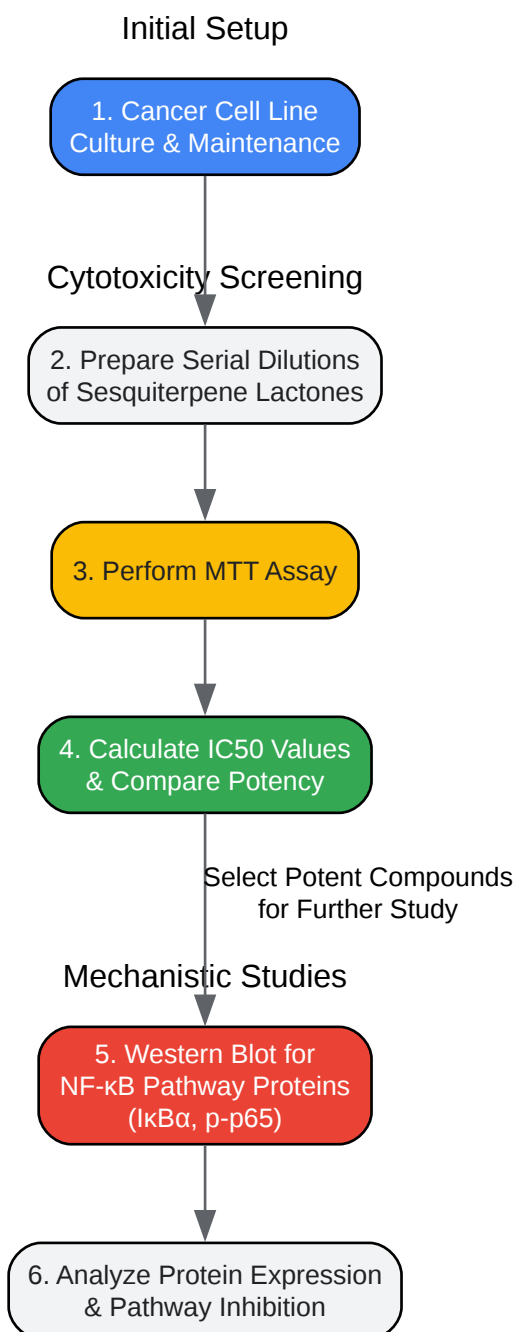 Initial Setup
1. Cancer Cell Line
Culture & Maintenance
Cytotoxicity Screening
2. Prepare Serial Dilutions
of Sesquiterpene Lactones
3. Perform MTT Assay
4. Calculate IC50 Values
& Compare Potency
Select Potent Compounds
for Further Study
Mechanistic Studies
5. Western Blot for
NF-κB Pathway Proteins
(IκBα, p-p65)
6. Analyze Protein Expression
& Pathway Inhibition